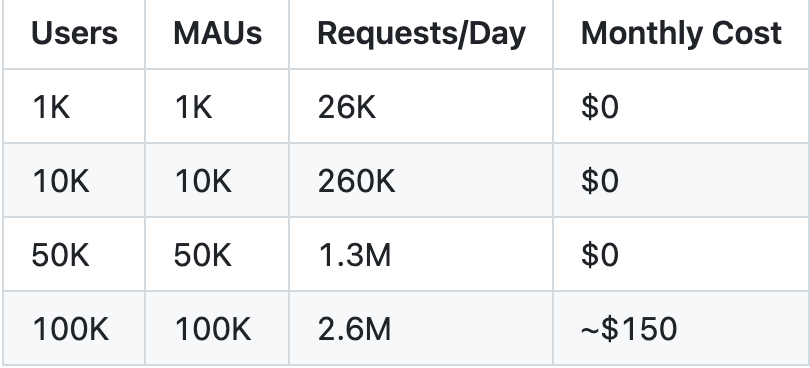 Users MAUs Requests/Day Monthly Cost
1K 1K 26K $0
10K 10K 260K $0
50K 50K 1.3M $0
100K 100K 2.6M ~$150